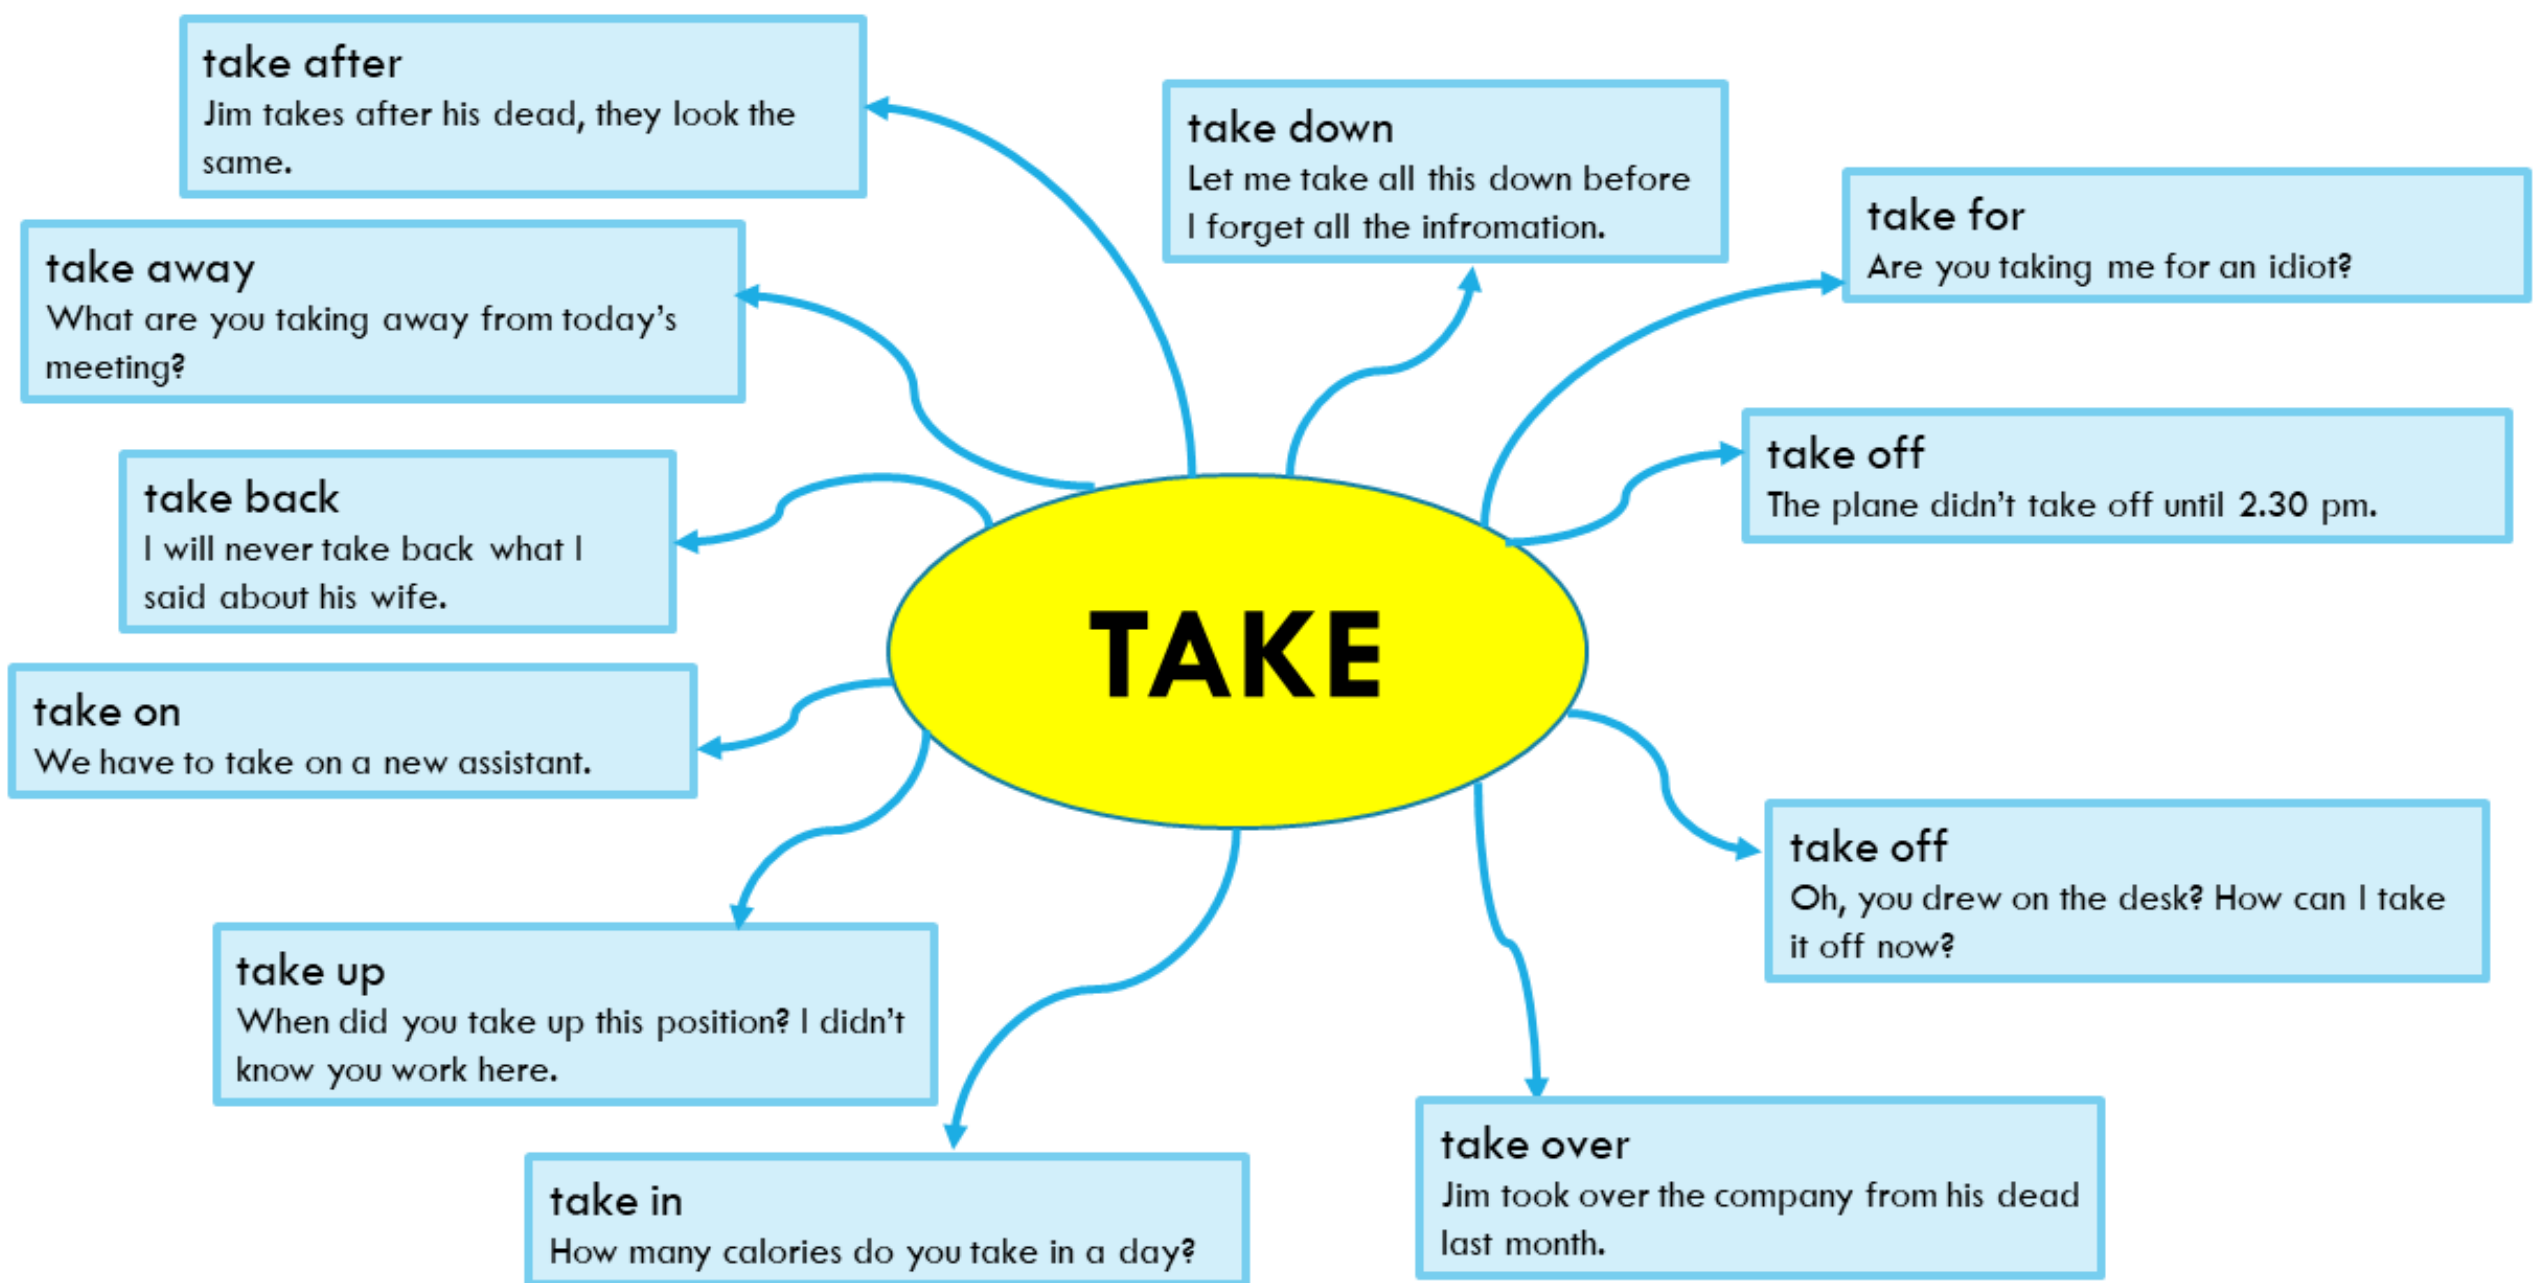 take after
Jim takes after his dead, they look the
same.
take down
Let me take all this down before
I forget all the infromation.
take for
Are you taking me for an idiot?
take away
What are you taking away from today's
meeting?
take off
The plane didn't take off until 2.30 pm.
take back
I will never take back what I
said about his wife.
TAKE
take on
We have to take on a new assistant.
take off
Oh, you drew on the desk? How can I take
it off now?
take up
When did you take up this position? I didn't
know you work here.
take over
Jim took over the company from his dead
last month.
take in
How many calories do you take in a day?